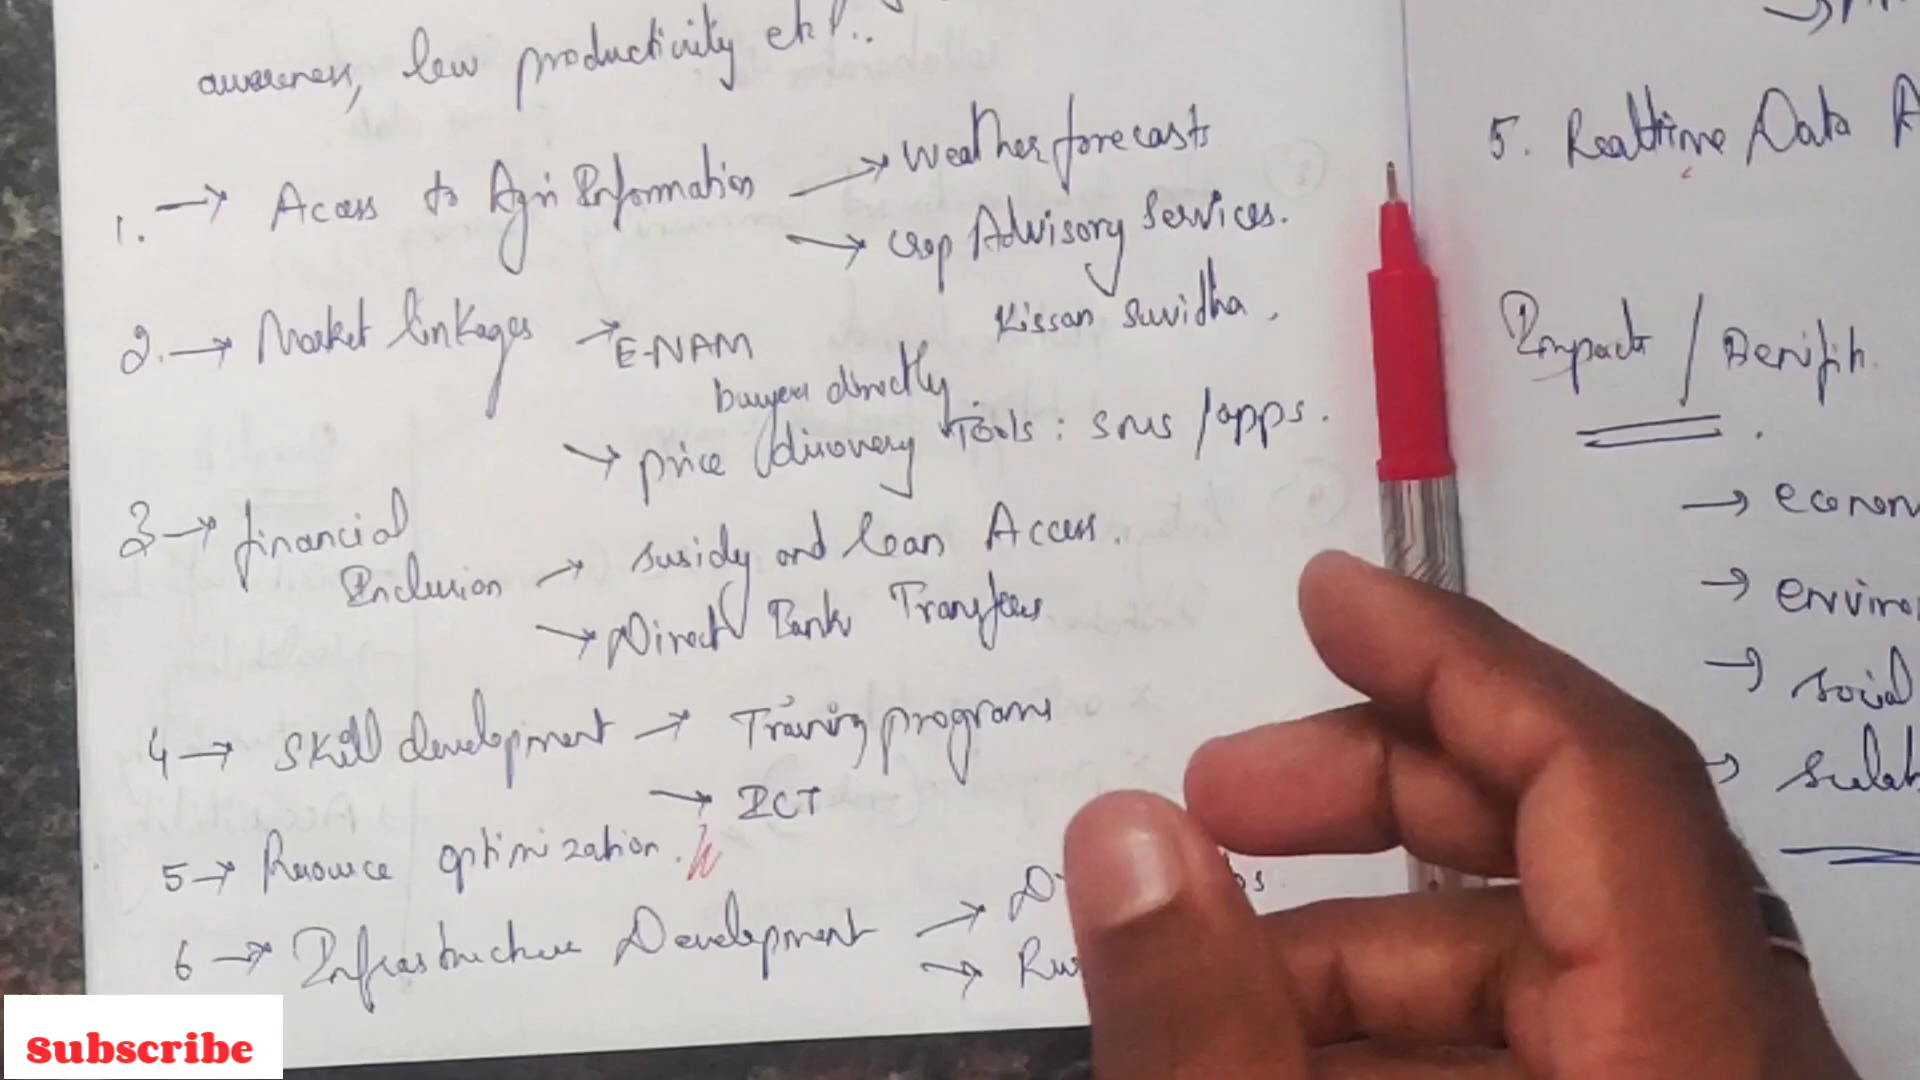 awareness, low productivity etc!..
1. → Access to Agri Information → Weather forecasts
→ crop Advisory Services.
Kissan Suvidha.
2. → Market linkages → E-NAM
buyers directly
→ price discovery Tools : SMS / apps.
3 → financial
Inclusion → susidy and loan Access.
→ Direct Bank Transfers
4 → Skill development → Training programs
→ ICT
5 → Resource optimization.
6 → Infrastructure Development →
→
5. Realtime Data A
Impacts / Benifits.
→ econom
→ environ
→ social
→
Subscribe